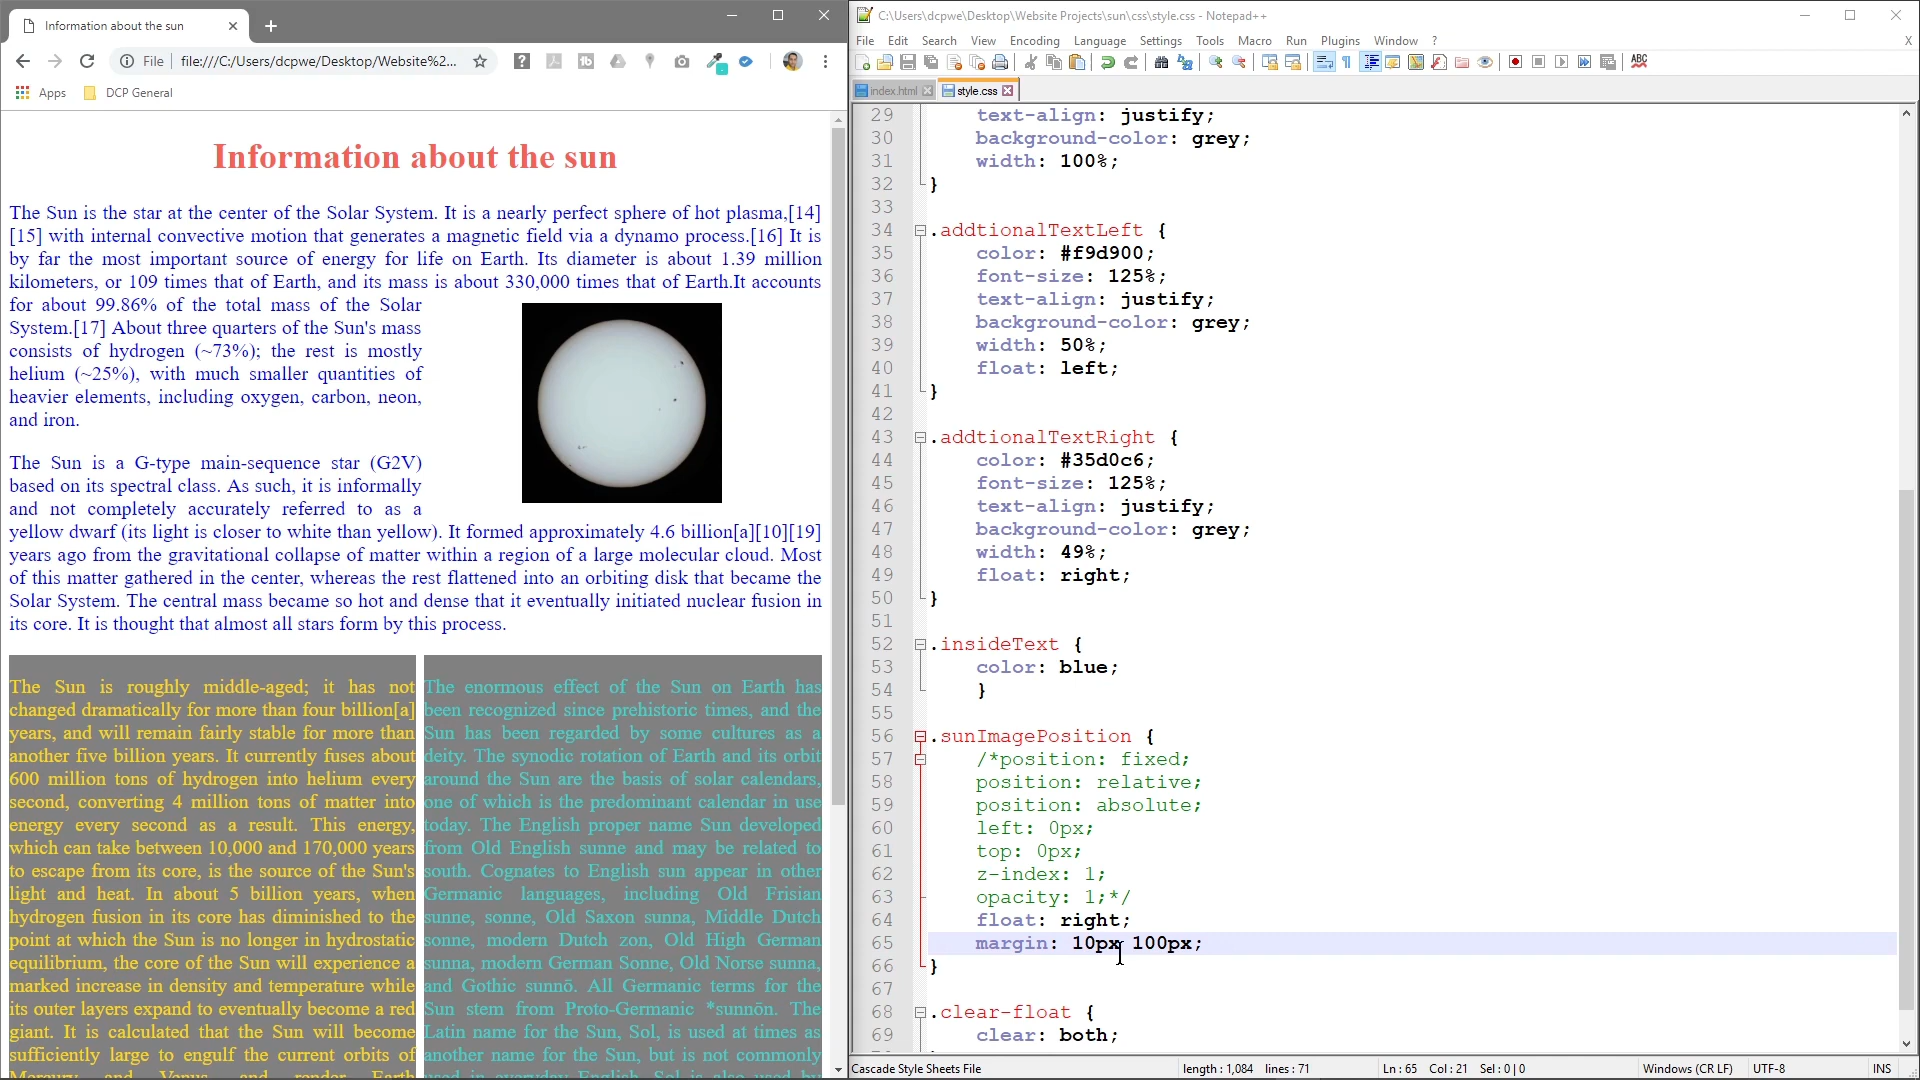 Information about the sun
File
file:///C:/Users/dcpwe/Desktop/Website%2...
Apps
DCP General
Information about the sun
The Sun is the star at the center of the Solar System. It is a nearly perfect sphere of hot plasma,[14]
[15] with internal convective motion that generates a magnetic field via a dynamo process.[16] It is
by far the most important source of energy for life on Earth. Its diameter is about 1.39 million
kilometers, or 109 times that of Earth, and its mass is about 330,000 times that of Earth.It accounts
for about 99.86% of the total mass of the Solar
System.[17] About three quarters of the Sun's mass
consists of hydrogen (~73%); the rest is mostly
helium (~25%), with much smaller quantities of
heavier elements, including oxygen, carbon, neon,
and iron.
The Sun is a G-type main-sequence star (G2V)
based on its spectral class. As such, it is informally
and not completely accurately referred to as a
yellow dwarf (its light is closer to white than yellow). It formed approximately 4.6 billion[a][10][19]
years ago from the gravitational collapse of matter within a region of a large molecular cloud. Most
of this matter gathered in the center, whereas the rest flattened into an orbiting disk that became the
Solar System. The central mass became so hot and dense that it eventually initiated nuclear fusion in
its core. It is thought that almost all stars form by this process.
The Sun is roughly middle-aged; it has not
changed dramatically for more than four billion[a]
years, and will remain fairly stable for more than
another five billion years. It currently fuses about
600 million tons of hydrogen into helium every
second, converting 4 million tons of matter into
energy every second as a result. This energy,
which can take between 10,000 and 170,000 years
to escape from its core, is the source of the Sun's
light and heat. In about 5 billion years, when
hydrogen fusion in its core has diminished to the
point at which the Sun is no longer in hydrostatic
equilibrium, the core of the Sun will experience a
marked increase in density and temperature while
its outer layers expand to eventually become a red
giant. It is calculated that the Sun will become
sufficiently large to engulf the current orbits of
Mercury and Venus, and render Earth
The enormous effect of the Sun on Earth has
been recognized since prehistoric times, and the
Sun has been regarded by some cultures as a
deity. The synodic rotation of Earth and its orbit
around the Sun are the basis of solar calendars,
one of which is the predominant calendar in use
today. The English proper name Sun developed
from Old English sunne and may be related to
south. Cognates to English sun appear in other
Germanic languages, including Old Frisian
sunne, sonne, Old Saxon sunna, Middle Dutch
sonne, modern Dutch zon, Old High German
sunna, modern German Sonne, Old Norse sunna,
and Gothic sunnō. All Germanic terms for the
Sun stem from Proto-Germanic *sunnōn. The
Latin name for the Sun, Sol, is used at times as
another name for the Sun, but is not commonly
used in everyday English. Sol is also used by
C:\Users\dcpwe\Desktop\Website Projects\sun\css\style.css - Notepad++
File Edit Search View Encoding Language Settings Tools Macro Run Plugins Window ? X
ABC
index.html style.css
29 text-align: justify;
30 background-color: grey;
31 width: 100%;
32 }
33
34 .addtionalTextLeft {
35 color: #f9d900;
36 font-size: 125%;
37 text-align: justify;
38 background-color: grey;
39 width: 50%;
40 float: left;
41 }
42
43 .addtionalTextRight {
44 color: #35d0c6;
45 font-size: 125%;
46 text-align: justify;
47 background-color: grey;
48 width: 49%;
49 float: right;
50 }
51
52 .insideText {
53 color: blue;
54 }
55
56 .sunImagePosition {
57 /*position: fixed;
58 position: relative;
59 position: absolute;
60 left: 0px;
61 top: 0px;
62 z-index: 1;
63 opacity: 1;*/
64 float: right;
65 margin: 10px 100px;
66 }
67
68 .clear-float {
69 clear: both;
Cascade Style Sheets File length : 1,084 lines : 71 Ln : 65 Col : 21 Sel : 0 | 0 Windows (CR LF) UTF-8 INS